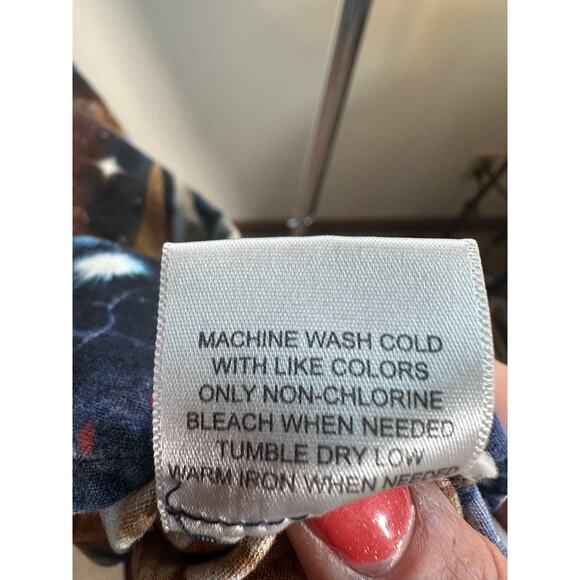 MACHINE WASH COLD
WITH LIKE COLORS
ONLY NON-CHLORINE
BLEACH WHEN NEEDED
TUMBLE DRY LOW
WARM IRON WHEN NEEDED